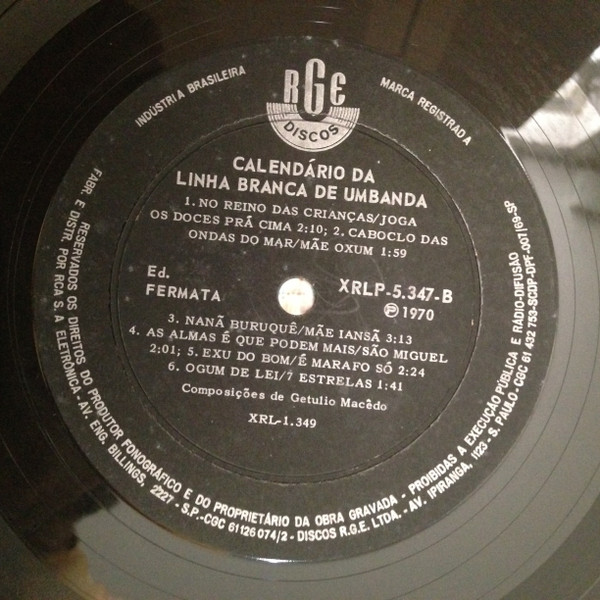 INDÚSTRIA BRASILEIRA
RGE
DISCOS
MARCA REGISTRADA
CALENDÁRIO DA
LINHA BRANCA DE UMBANDA
1. NO REINO DAS CRIANÇAS/JOGA
OS DOCES PRÁ CIMA 2:10; 2. CABOCLO DAS
ONDAS DO MAR/MÃE OXUM 1:59
Ed.
FERMATA
XRLP-5.347-B
Ⓟ 1970
3. NANÃ BURUQUÊ/MÃE IANSÃ 3:13
4. AS ALMAS É QUE PODEM MAIS/SÃO MIGUEL
2:01; 5. EXU DO BOM/É MARAFO SÓ 2:24
6. OGUM DE LEI/7 ESTRELAS 1:41
Composições de Getulio Macêdo
XRL-1.349
RESERVADOS OS DIREITOS DO PRODUTOR FONOGRÁFICO E DO PROPRIETÁRIO DA OBRA GRAVADA - PROIBIDAS A EXECUÇÃO PÚBLICA E RÁDIO-DIFUSÃO
FABR. E DISTR. POR RCA S. A ELETRÔNICA - AV. ENG. BILLINGS, 2227 - S.P.-CGC 61126074/2 - DISCOS R.G.E. LTDA. - AV. IPIRANGA, 1123 - S. PAULO - CGC 61 432 753-SCDP-DPF-007/69-SP